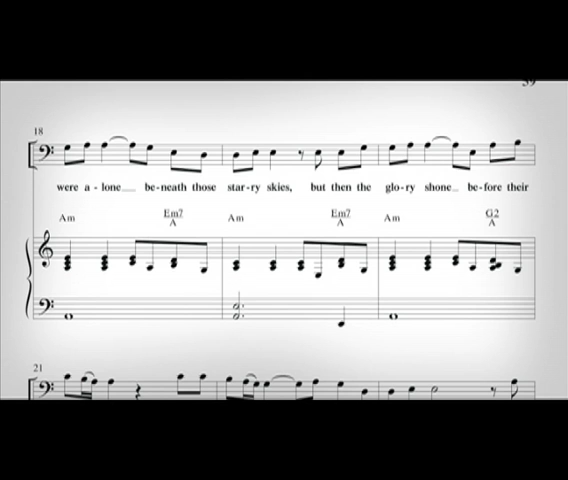 39
18
were a - lone__ be-neath those star-ry skies, but then the glo-ry shone__ be-fore their
Am Em7 Am Em7 Am G2
A A A
21